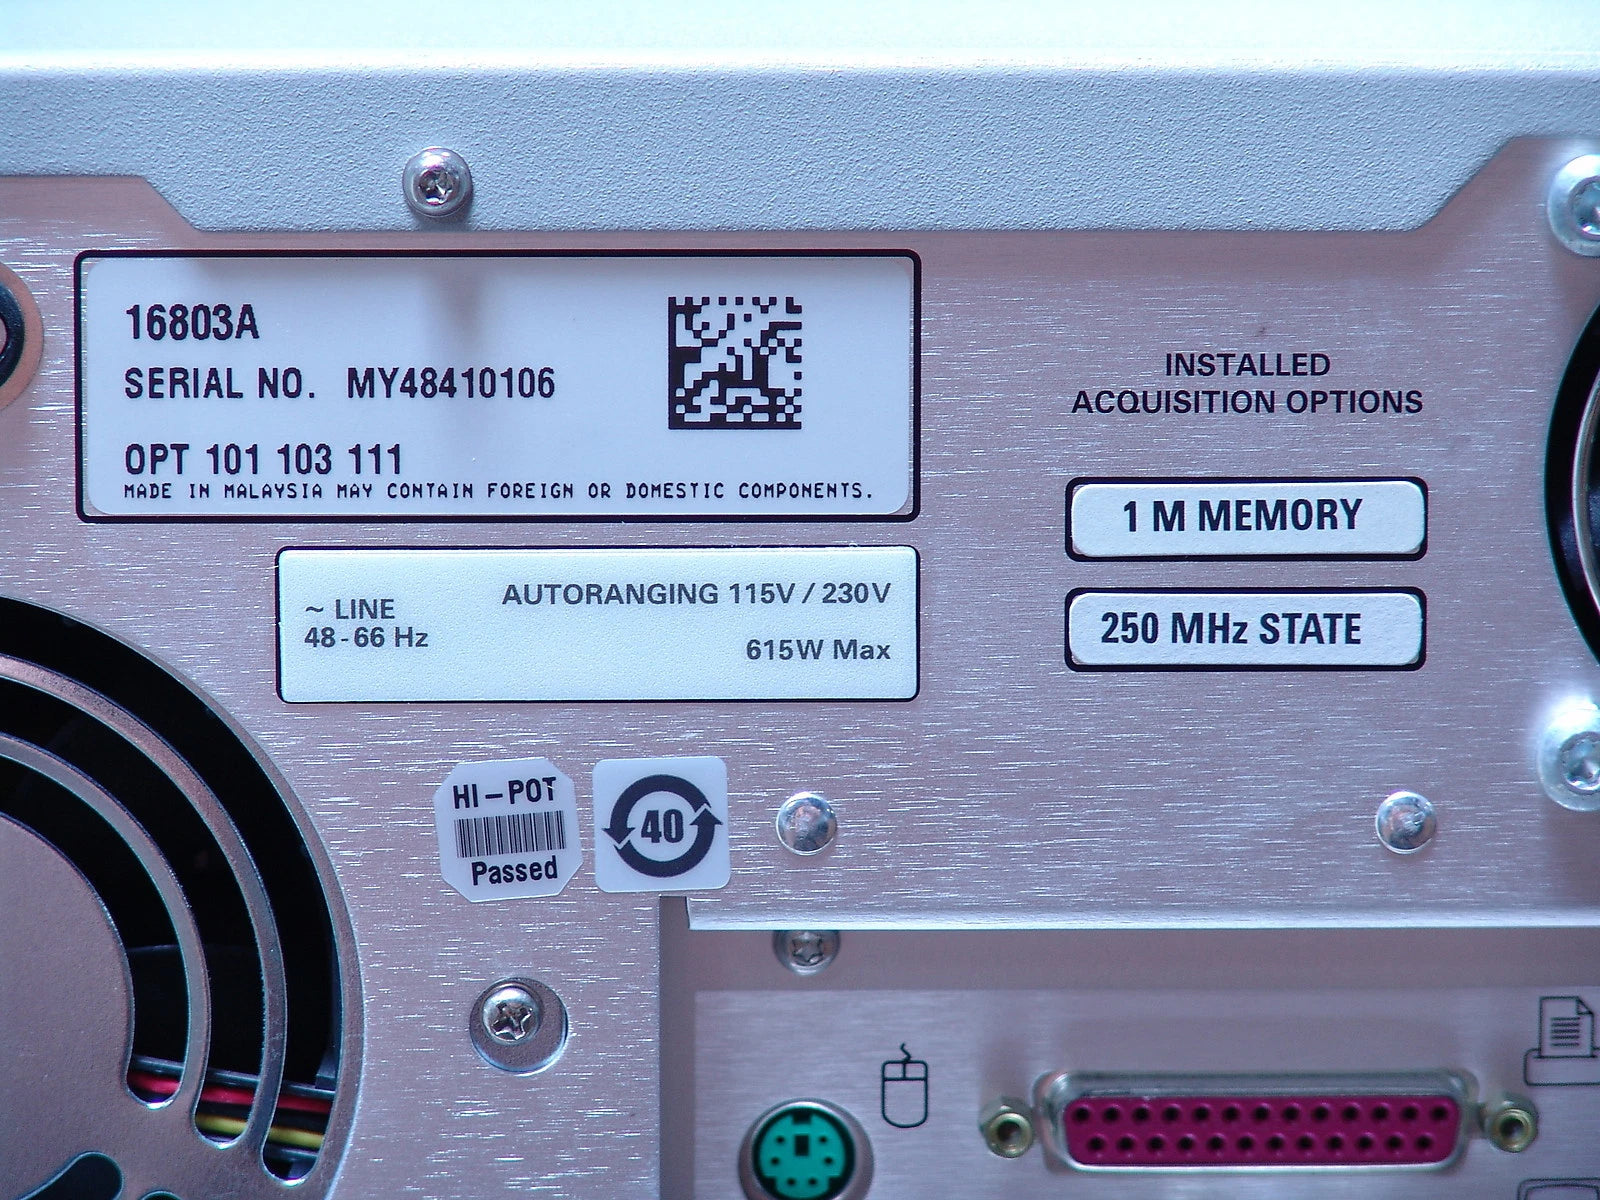 16803A
SERIAL NO. MY48410106
OPT 101 103 111
MADE IN MALAYSIA MAY CONTAIN FOREIGN OR DOMESTIC COMPONENTS.
~ LINE
48-66 Hz
AUTORANGING 115V / 230V
615W Max
INSTALLED
ACQUISITION OPTIONS
1 M MEMORY
250 MHz STATE
HI-POT
Passed
40